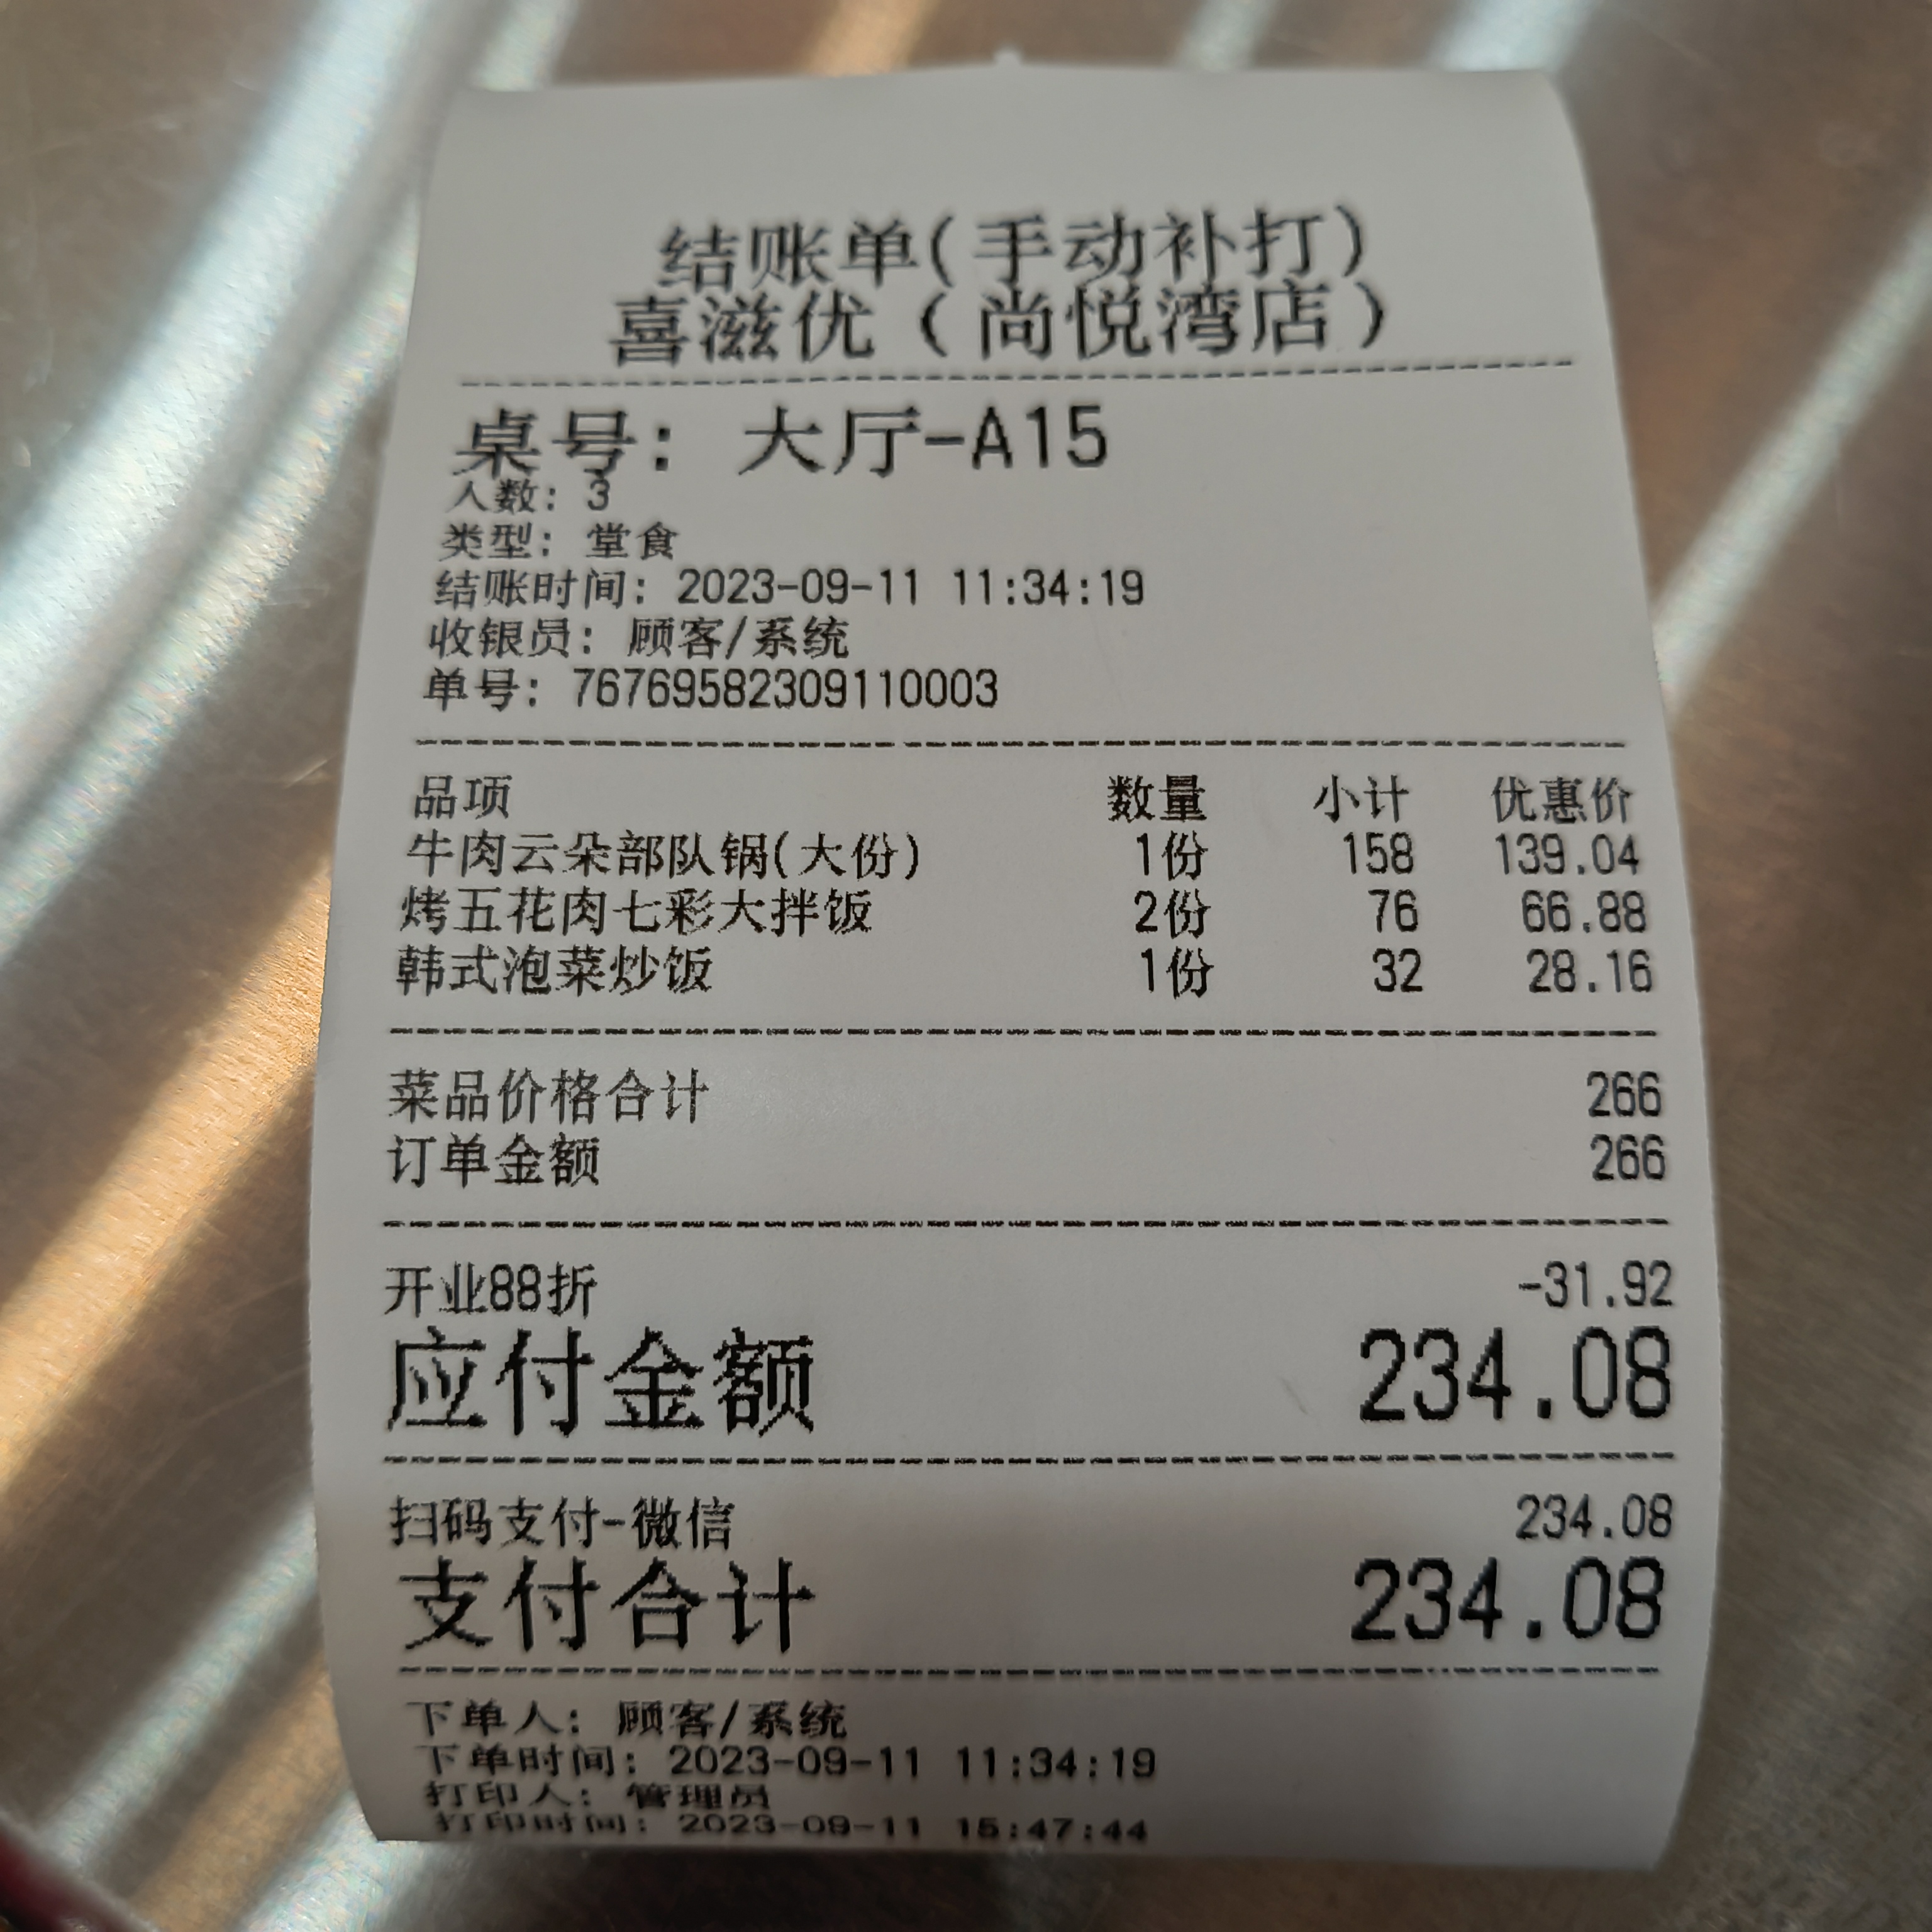 结账单(手动补打)
喜滋优（尚悦湾店）
桌号: 大厅-A15
人数: 3
类型: 堂食
结账时间: 2023-09-11 11:34:19
收银员: 顾客/系统
单号: 767695582309110003
品项 数量 小计 优惠价
牛肉云朵部队锅(大份) 1份 158 139.04
烤五花肉七彩大拌饭 2份 76 66.88
韩式泡菜炒饭 1份 32 28.16
菜品价格合计 266
订单金额 266
开业88折 -31.92
应付金额 234.08
扫码支付-微信 234.08
支付合计 234.08
下单人: 顾客/系统
下单时间: 2023-09-11 11:34:19
打印人: 管理员
打印时间: 2023-09-11 15:47:44